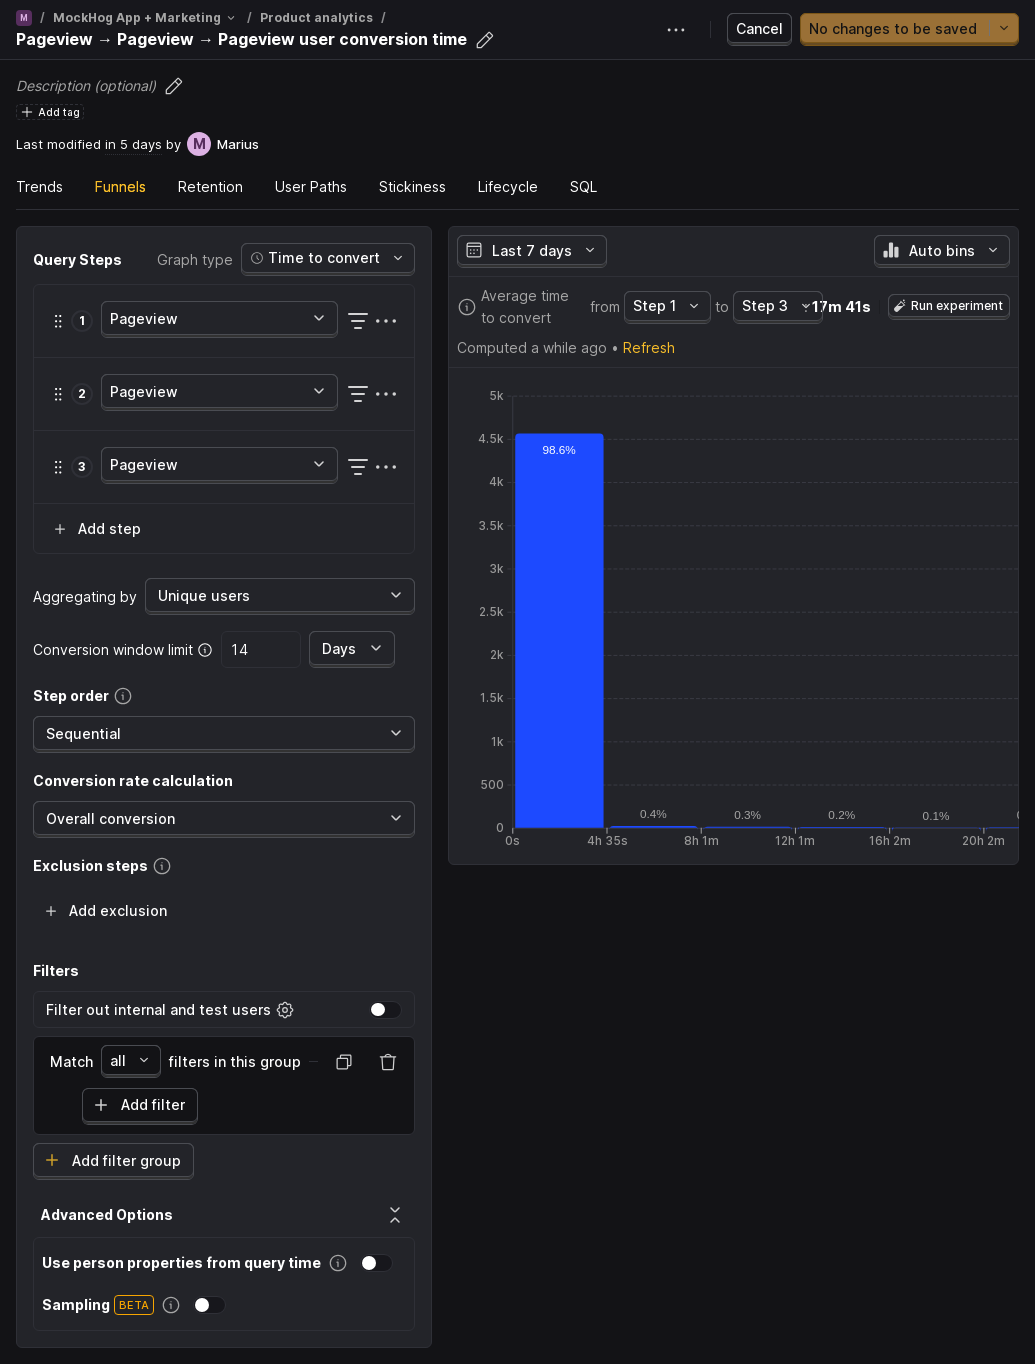 M / MockHog App + Marketing / Product analytics /
Pageview → Pageview → Pageview user conversion time
Cancel
No changes to be saved
Description (optional)
Add tag
Last modified in 5 days by M Marius
Trends Funnels Retention User Paths Stickiness Lifecycle SQL
Query Steps
Graph type
Time to convert
1 Pageview
2 Pageview
3 Pageview
Add step
Aggregating by Unique users
Conversion window limit 14 Days
Step order
Sequential
Conversion rate calculation
Overall conversion
Exclusion steps
Add exclusion
Filters
Filter out internal and test users
Match all filters in this group
Add filter
Add filter group
Advanced Options
Use person properties from query time
Sampling BETA
Last 7 days
Auto bins
Average time
to convert
from Step 1 to Step 3
17m 41s
Run experiment
Computed a while ago • Refresh
5k
4.5k
4k
3.5k
3k
2.5k
2k
1.5k
1k
500
0
98.6%
0.4%
0.3%
0.2%
0.1%
0s 4h 35s 8h 1m 12h 1m 16h 2m 20h 2m